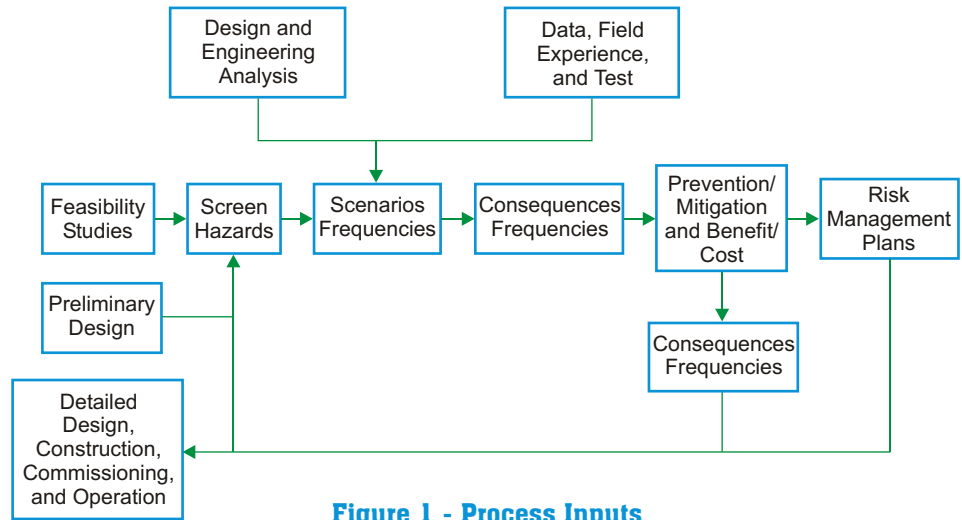 Design and
Engineering
Analysis
Data, Field
Experience,
and Test
Feasibility
Studies
Screen
Hazards
Scenarios
Frequencies
Consequences
Frequencies
Prevention/
Mitigation
and Benefit/
Cost
Risk
Management
Plans
Preliminary
Design
Consequences
Frequencies
Detailed
Design,
Construction,
Commissioning,
and Operation
Figure 1 - Process Inputs